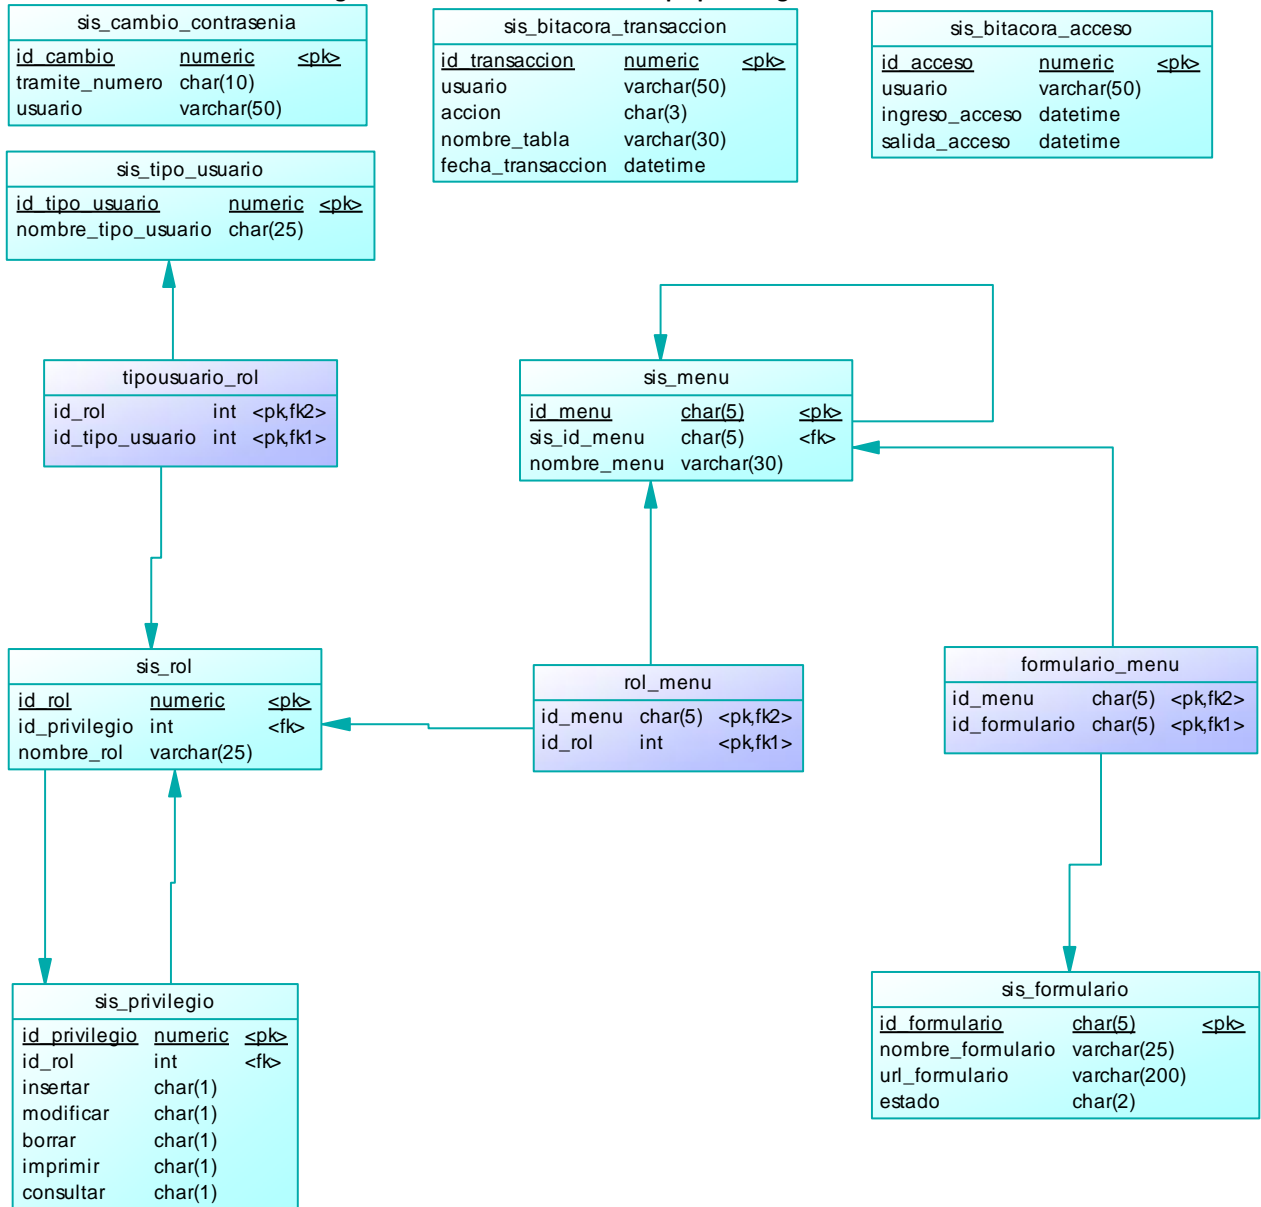 sis_cambio_contrasenia
id_cambio numeric <pk>
tramite_numero char(10)
usuario varchar(50)
sis_bitacora_transaccion
id_transaccion numeric <pk>
usuario varchar(50)
accion char(3)
nombre_tabla varchar(30)
fecha_transaccion datetime
sis_bitacora_acceso
id_acceso numeric <pk>
usuario varchar(50)
ingreso_acceso datetime
salida_acceso datetime
sis_tipo_usuario
id_tipo_usuario numeric <pk>
nombre_tipo_usuario char(25)
tipousuario_rol
id_rol int <pk,fk2>
id_tipo_usuario int <pk,fk1>
sis_menu
id_menu char(5) <pk>
sis_id_menu char(5) <fk>
nombre_menu varchar(30)
sis_rol
id_rol numeric <pk>
id_privilegio int <fk>
nombre_rol varchar(25)
rol_menu
id_menu char(5) <pk,fk2>
id_rol int <pk,fk1>
formulario_menu
id_menu char(5) <pk,fk2>
id_formulario char(5) <pk,fk1>
sis_privilegio
id_privilegio numeric <pk>
id_rol int <fk>
insertar char(1)
modificar char(1)
borrar char(1)
imprimir char(1)
consultar char(1)
sis_formulario
id_formulario char(5) <pk>
nombre_formulario varchar(25)
url_formulario varchar(200)
estado char(2)